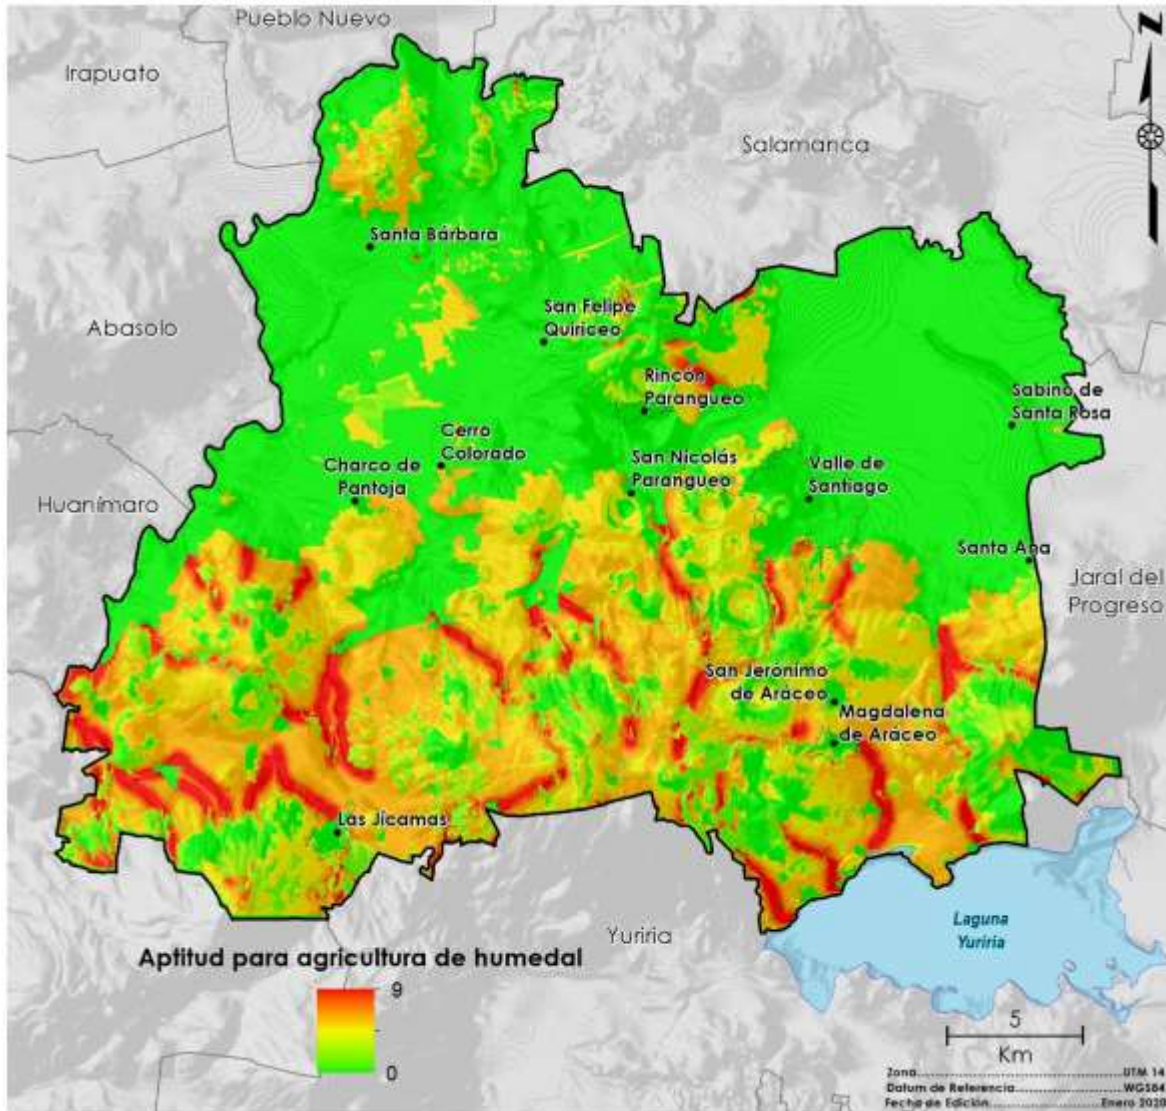 Pueblo Nuevo
Irapuato
Z
Salamanca
Santa Bárbara
San Felipe
Quiriceo
Abasolo
Rincón
Parangueo
Sabino de
Santa Rosa
Cerro
Colorado
Charco de
Pantoja
San Nicolás
Parangueo
Valle de
Santiago
Huanímaro
Santa Ana
Jaral del
Progreso
San Jerónimo
de Aráceo
Magdalena
de Aráceo
Las Jícamas
Yuriria
Laguna
Yuriria
Aptitud para agricultura de humedal
9
0
5
Km
Zona UTM 14
Datum de Referencia WGS84
Fecha de Edición Enero 2020